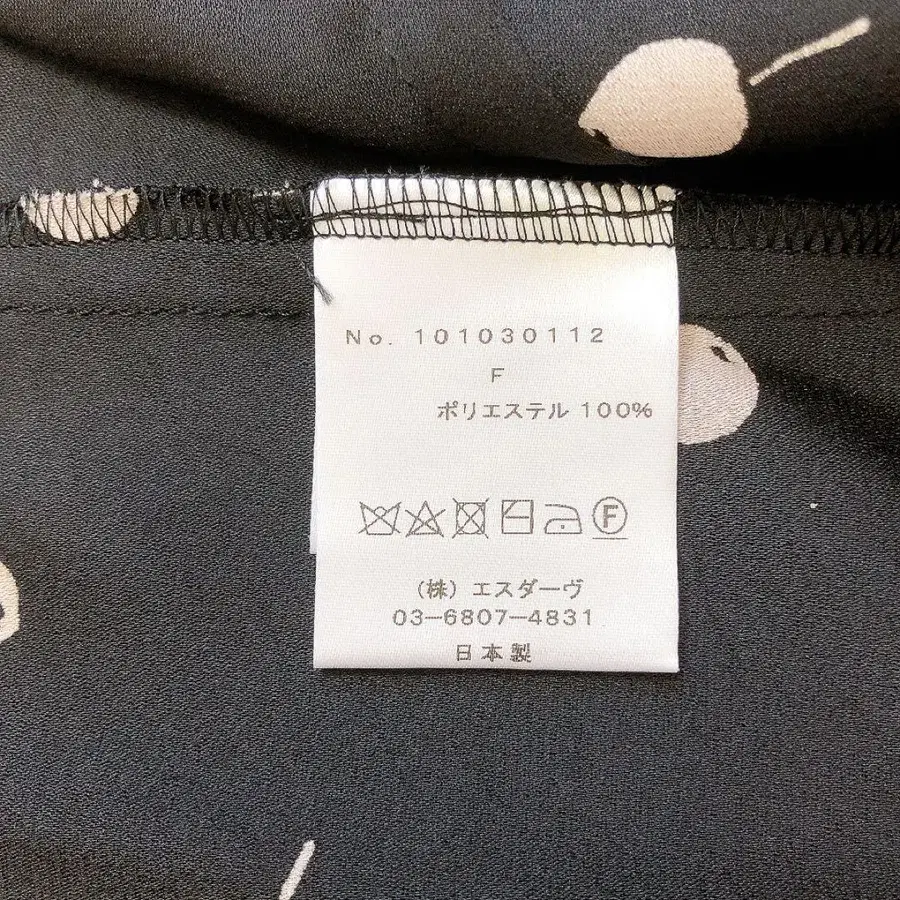 No. 101030112
F
ポリエステル 100%
F
(株) エスダーヴ
03-6807-4831
日本製